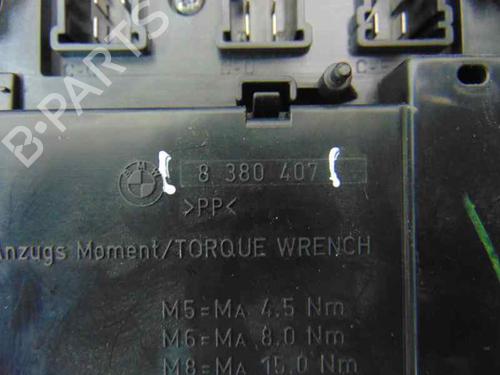 B-PARTS
8 380 407
>PP<
Anzugs Moment/TORQUE WRENCH
M5=MA 4.5 Nm
M6=MA 8.0 Nm
M8=MA 15.0 Nm